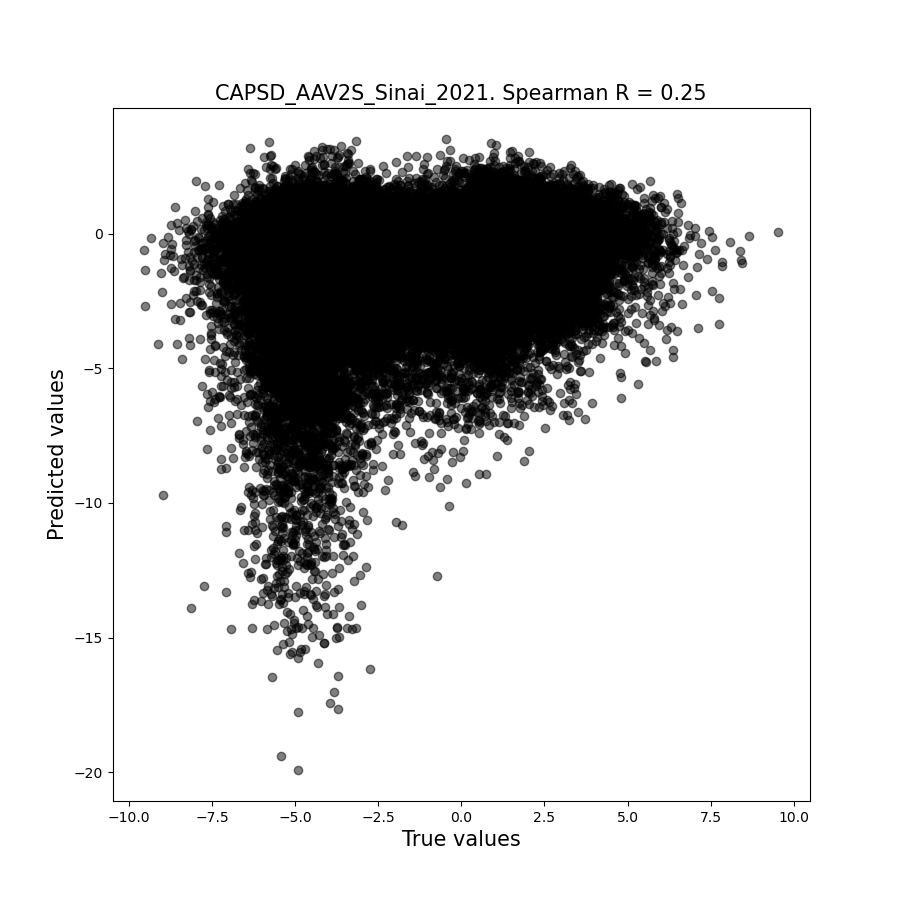 CAPSD_AAV2S_Sinai_2021. Spearman R = 0.25
Predicted values
0
−5
−10
−15
−20
−10.0 −7.5 −5.0 −2.5 0.0 2.5 5.0 7.5 10.0
True values